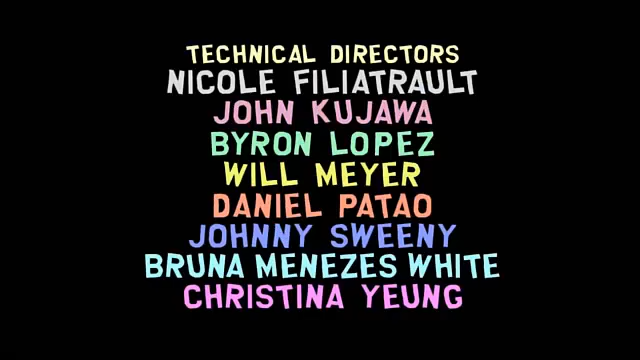 TECHNICAL DIRECTORS
NICOLE FILIATRAULT
JOHN KUJAWA
BYRON LOPEZ
WILL MEYER
DANIEL PATAO
JOHNNY SWEENY
BRUNA MENEZES WHITE
CHRISTINA YEUNG